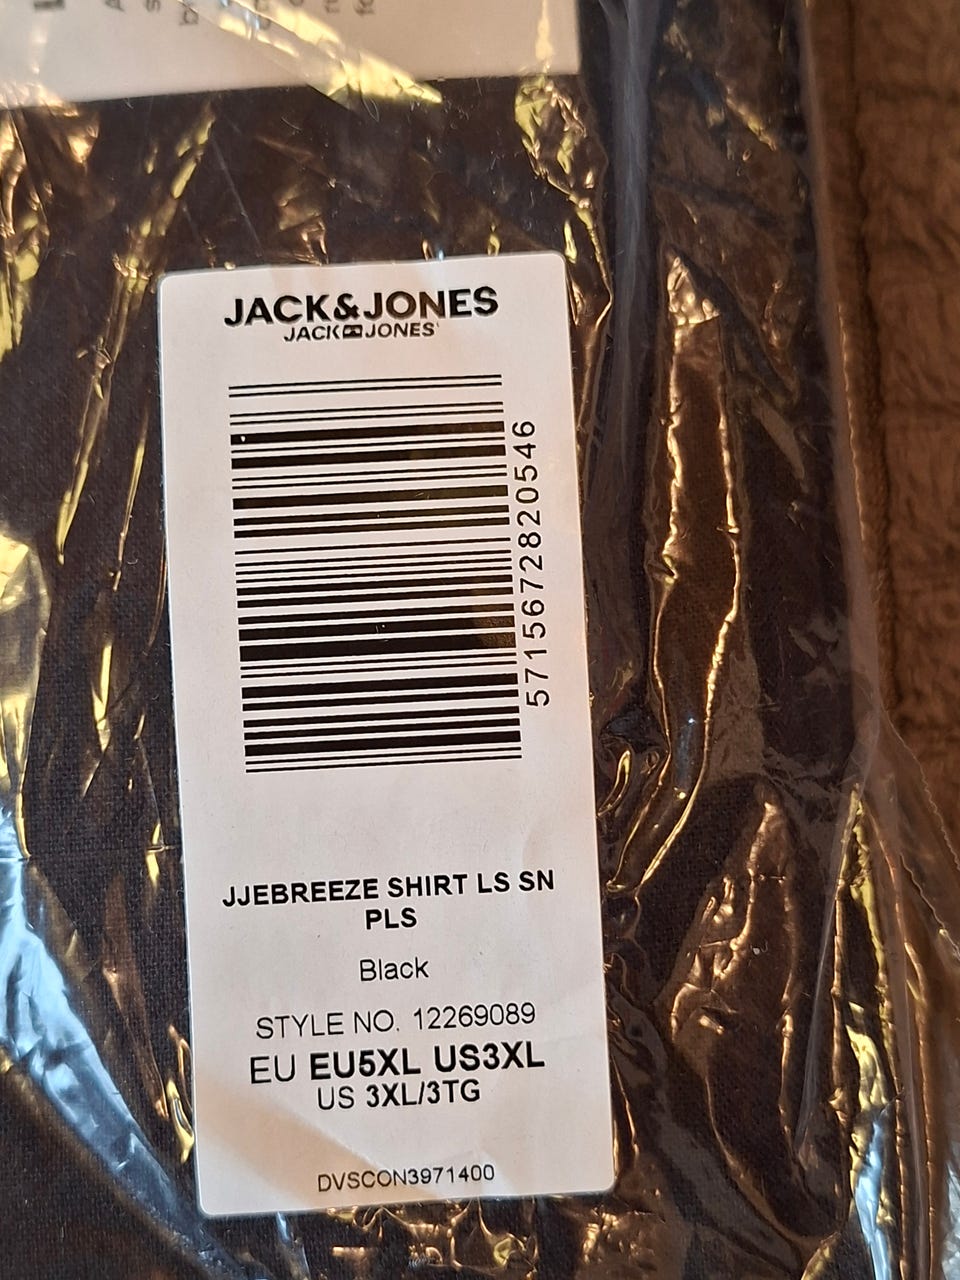 JACK&JONES
JACK JONES
5715672820546
JJEBREEZE SHIRT LS SN
PLS
Black
STYLE NO. 12269089
EU EU5XL US3XL
US 3XL/3TG
DVSCON3971400